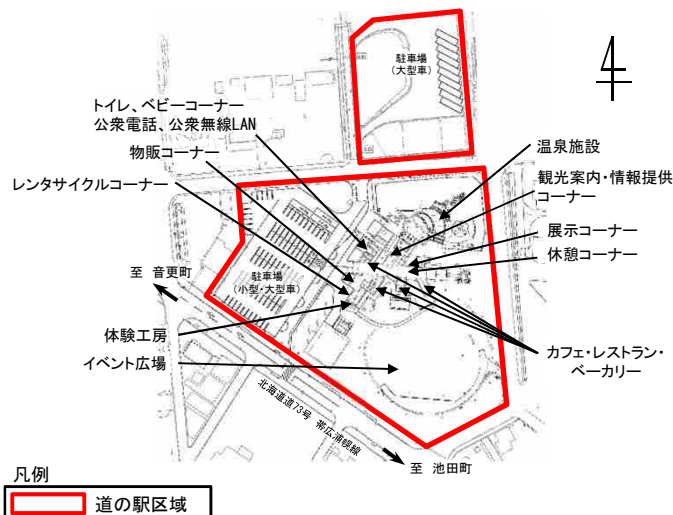 駐車場
(大型車)
トイレ、ベビーコーナー
公衆電話、公衆無線LAN
物販コーナー
レンタサイクルコーナー
温泉施設
観光案内・情報提供
コーナー
展示コーナー
休憩コーナー
至 音更町
駐車場
(小型・大型車)
体験工房
イベント広場
カフェ・レストラン・
ベーカリー
北海道道73号 帯広浦幌線
至 池田町
凡例
道の駅区域